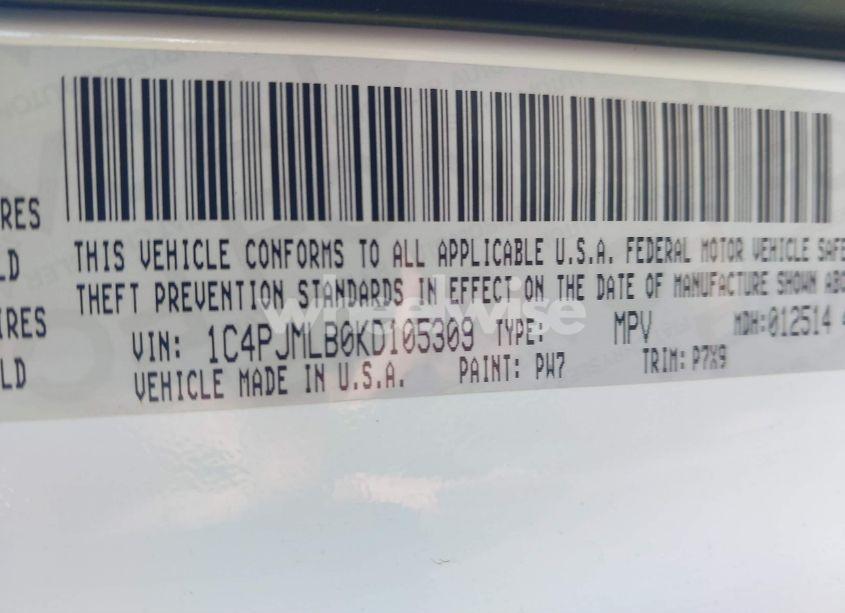 THIS VEHICLE CONFORMS TO ALL APPLICABLE U.S.A. FEDERAL MOTOR VEHICLE SAFE
THEFT PREVENTION STANDARDS IN EFFECT ON THE DATE OF MANUFACTURE SHOWN ABO
VIN: 1C4PJMLB0KD105309 TYPE: MPV MDH:012514
VEHICLE MADE IN U.S.A. PAINT: PW7 TRIM: P7X9
RES
LD
IRES
LD
wheelwise